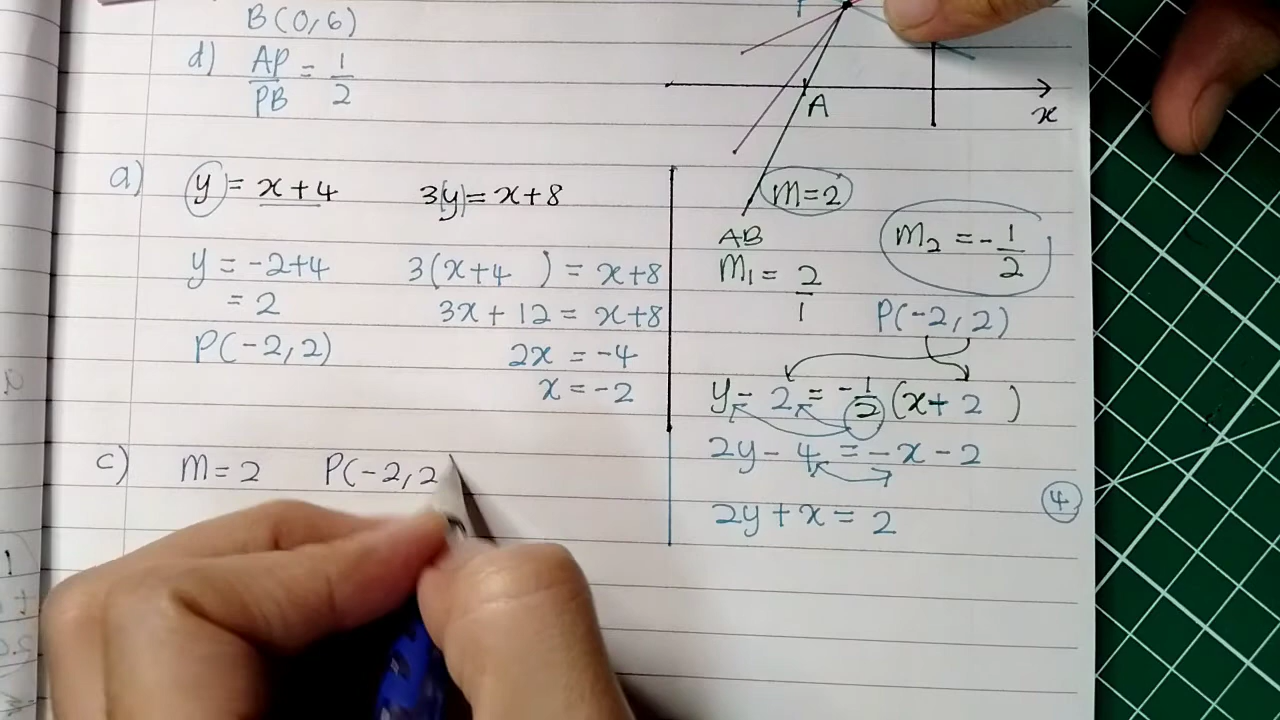 B(0,6)
d) AP/PB = 1/2
A
x
a) y = x+4 3(y) = x+8
y = -2+4 3(x+4 ) = x+8
= 2 3x + 12 = x+8
P(-2,2) 2x = -4
x = -2
m=2
AB
m₁ = 2/1 m₂ = -1/2
P(-2,2)
y - 2 = -1/2 (x+2 )
2y - 4 = -x - 2
2y + x = 2
4
c) m = 2 P(-2,2